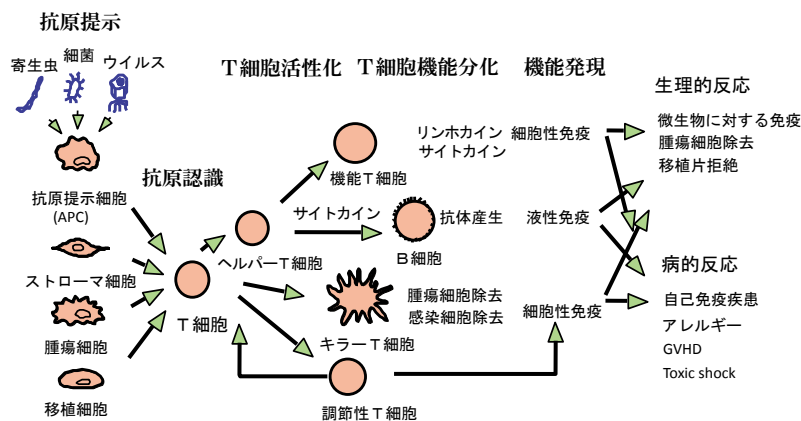 抗原提示
寄生虫
細菌
ウイルス
抗原提示細胞
(APC)
ストローマ細胞
腫瘍細胞
移植細胞
抗原認識
T細胞
T細胞活性化
T細胞機能分化
機能発現
ヘルパーT細胞
サイトカイン
機能T細胞
リンホカイン
サイトカイン
細胞性免疫
B細胞
抗体産生
液性免疫
キラーT細胞
腫瘍細胞除去
感染細胞除去
細胞性免疫
調節性T細胞
生理的反応
微生物に対する免疫
腫瘍細胞除去
移植片拒絶
病的反応
自己免疫疾患
アレルギー
GVHD
Toxic shock